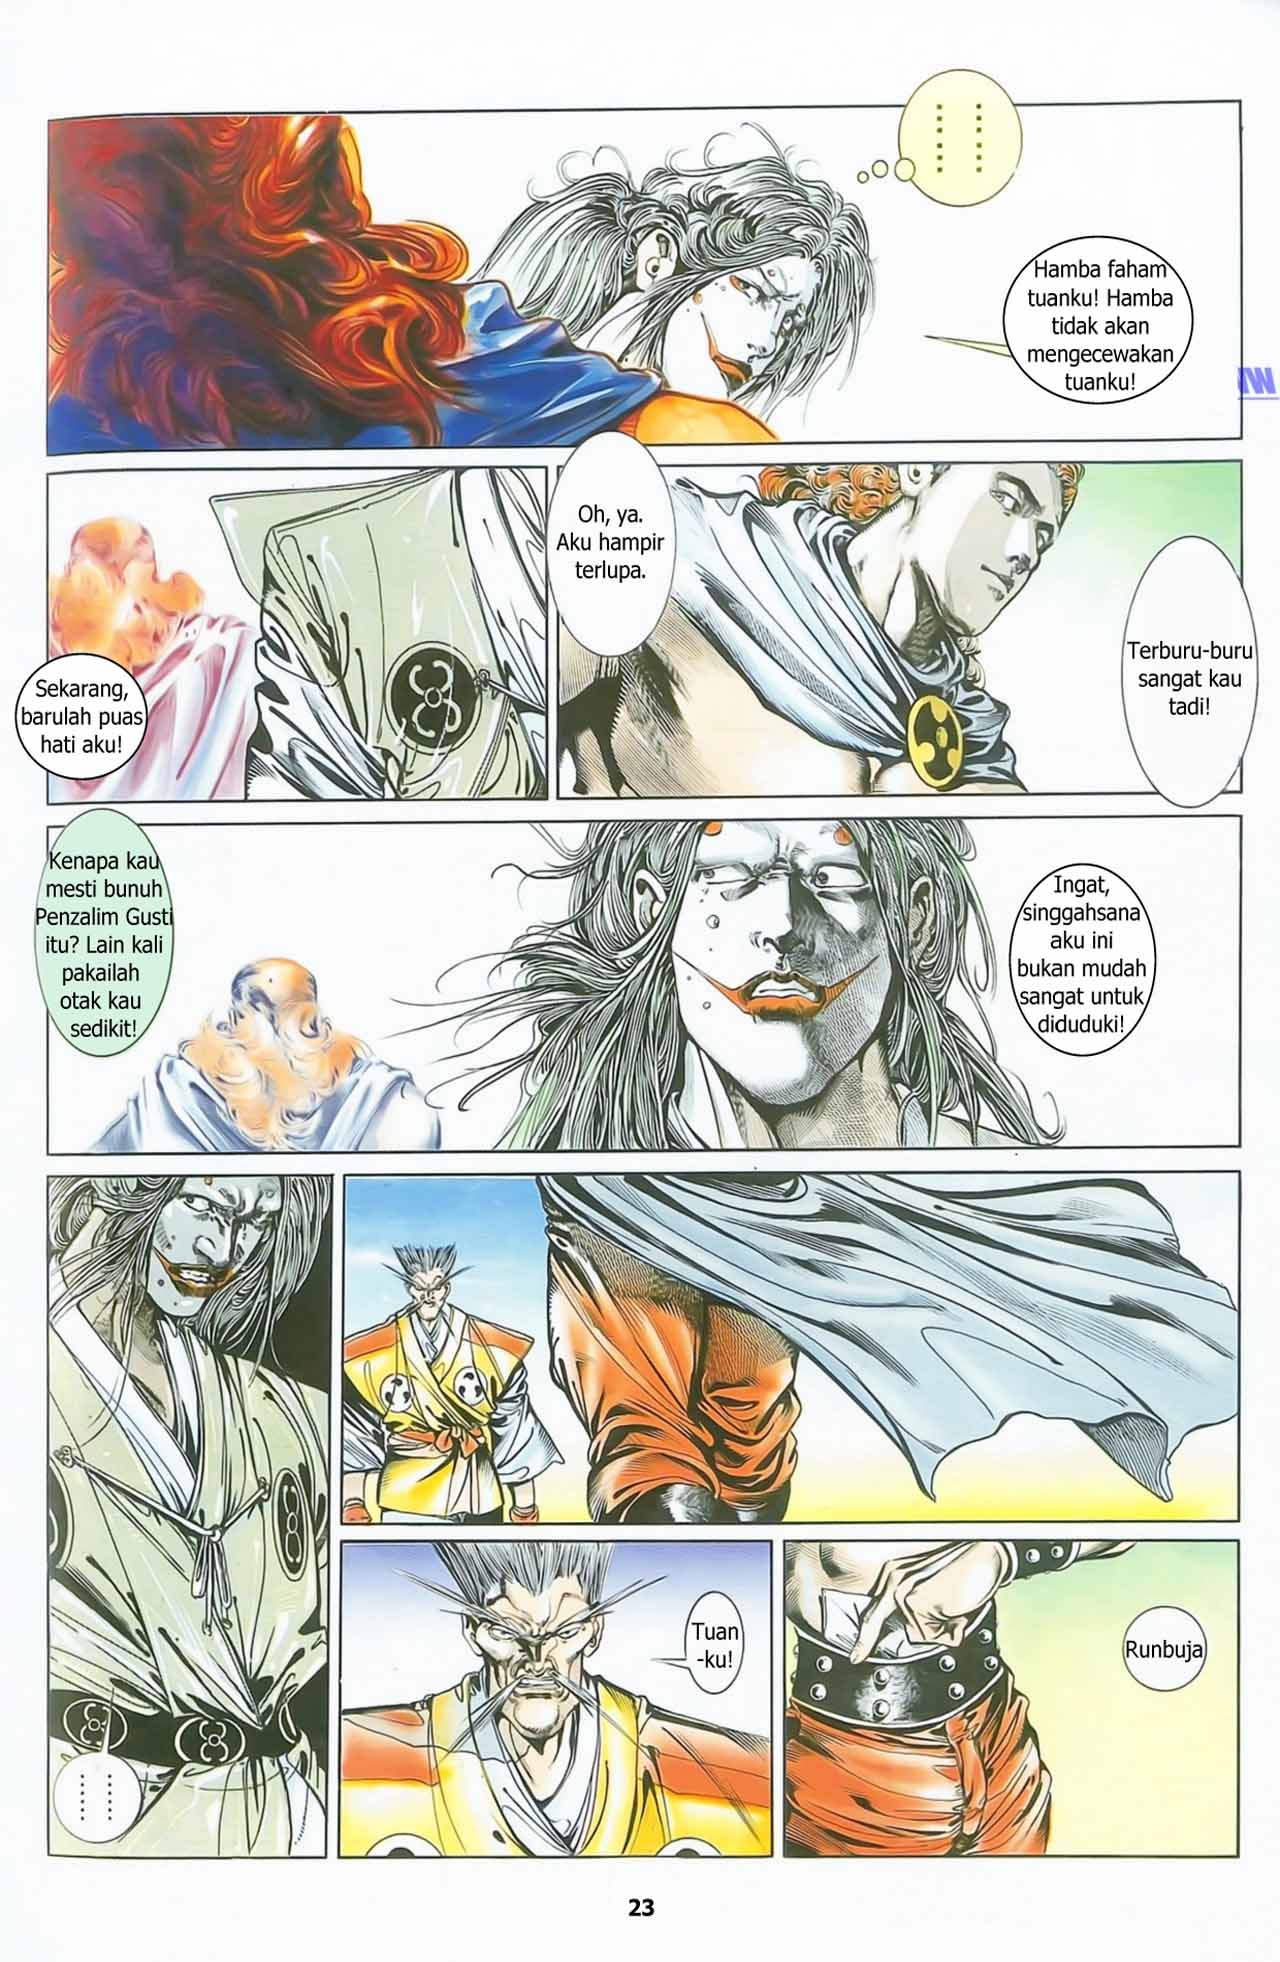 Hamba faham
tuanku! Hamba
tidak akan
mengecewakan
tuanku!
Sekarang,
barulah puas
hati aku!
Oh, ya.
Aku hampir
terlupa.
Terburu-buru
sangat kau
tadi!
Kenapa kau
mesti bunuh
Penzalim Gusti
itu? Lain kali
pakailah
otak kau
sedikit!
Ingat,
singgahsana
aku ini
bukan mudah
sangat untuk
diduduki!
Tuan
-ku!
Runbuja
23